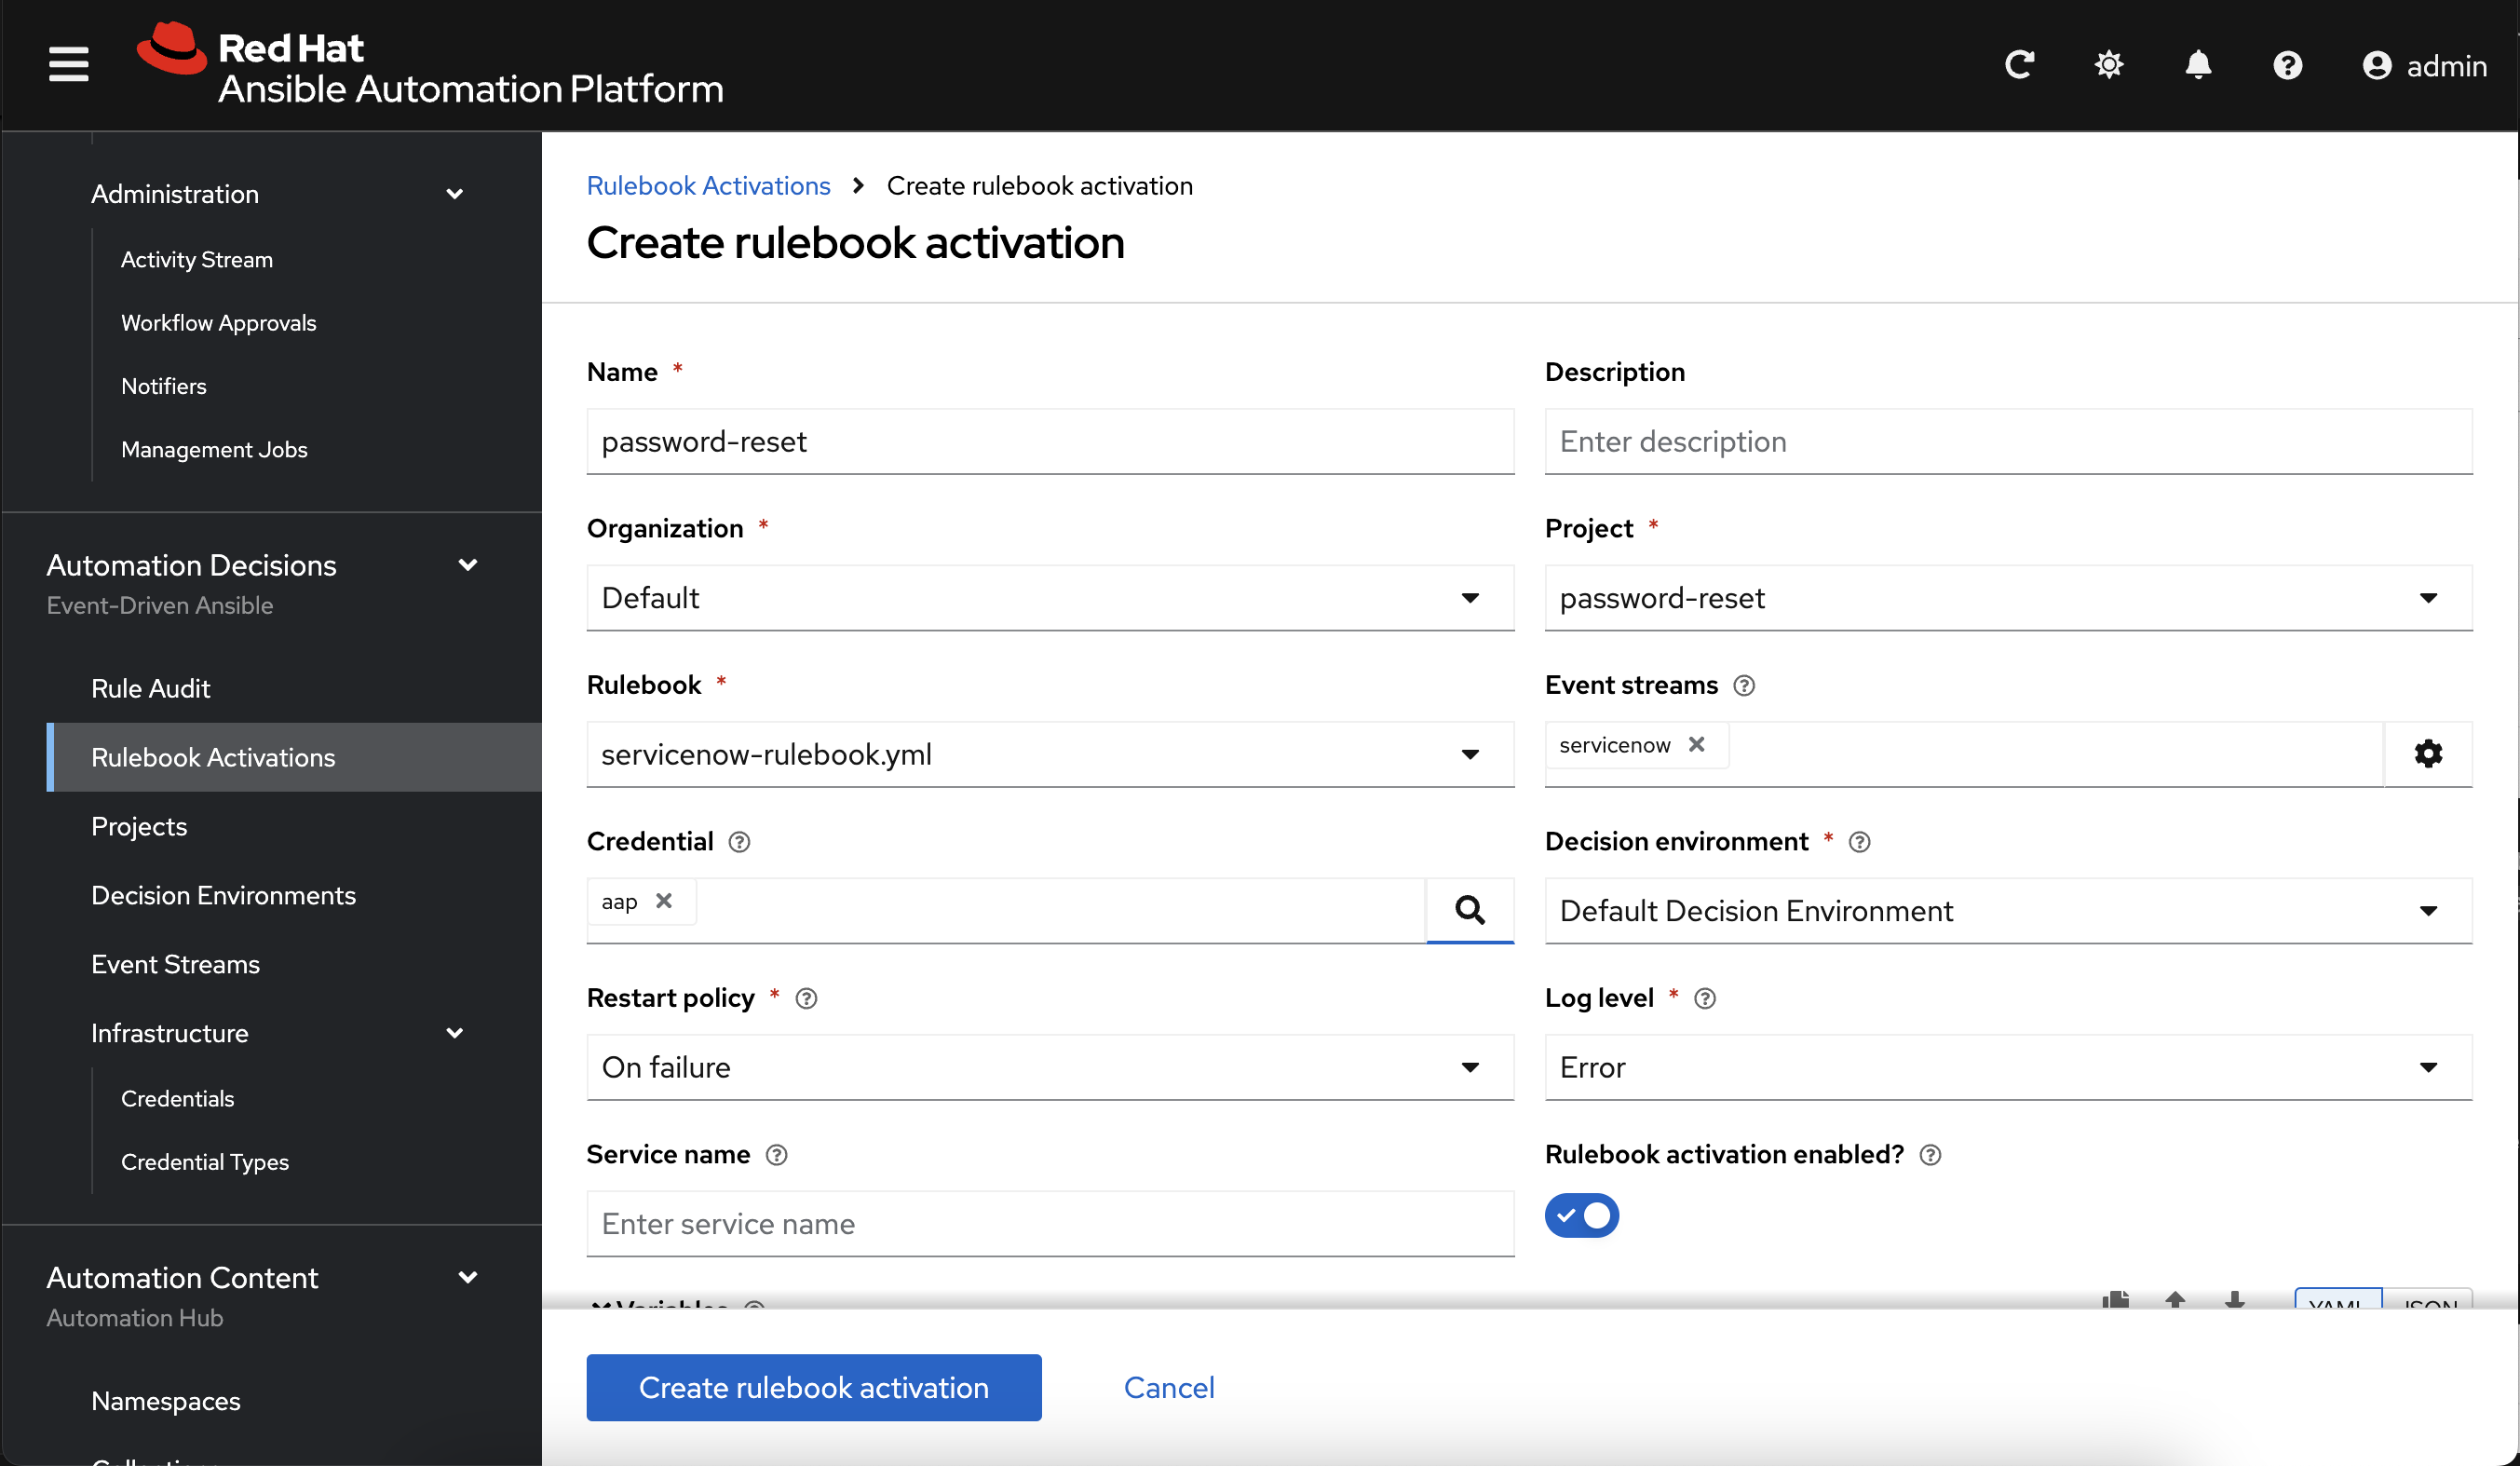 Red Hat
Ansible Automation Platform
admin
Administration
Activity Stream
Workflow Approvals
Notifiers
Management Jobs
Automation Decisions
Event-Driven Ansible
Rule Audit
Rulebook Activations
Projects
Decision Environments
Event Streams
Infrastructure
Credentials
Credential Types
Automation Content
Automation Hub
Namespaces
Rulebook Activations > Create rulebook activation
Create rulebook activation
Name *
password-reset
Description
Enter description
Organization *
Default
Project *
password-reset
Rulebook *
servicenow-rulebook.yml
Event streams
servicenow
Credential
aap
Decision environment *
Default Decision Environment
Restart policy *
On failure
Log level *
Error
Service name
Enter service name
Rulebook activation enabled?
Variables
YAML JSON
Create rulebook activation
Cancel